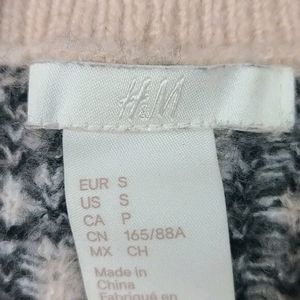 H&M
EUR S
US S
CA P
CN 165/88A
MX CH
Made in
China
Fabriqué en